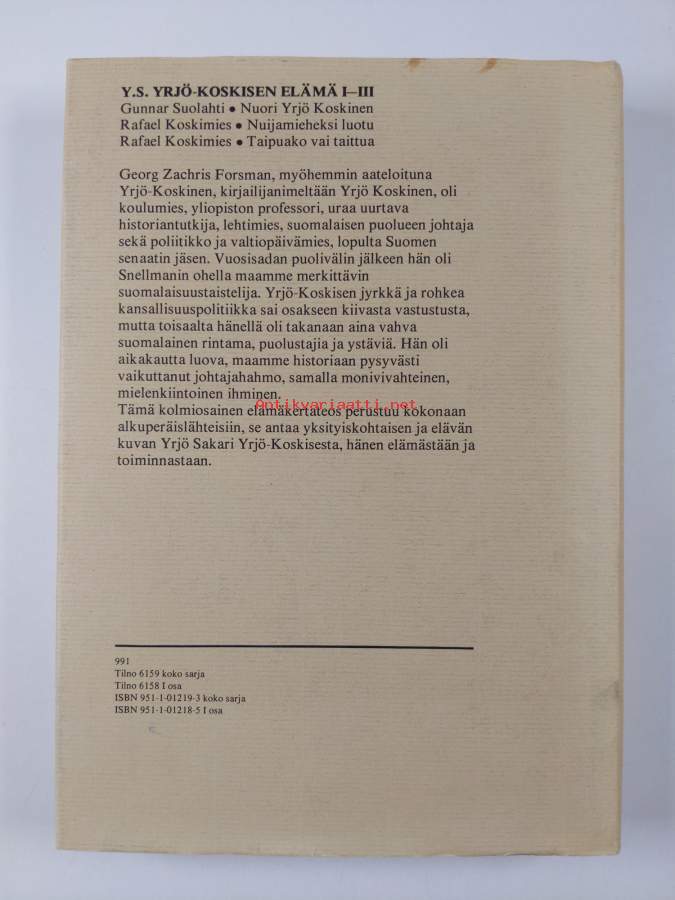 Y.S. YRJÖ-KOSKISEN ELÄMÄ I—III
Gunnar Suolahti ● Nuori Yrjö Koskinen
Rafael Koskimies ● Nuijamieheksi luotu
Rafael Koskimies ● Taipuako vai taittua
Georg Zachris Forsman, myöhemmin aateloituna
Yrjö-Koskinen, kirjailijanimeltään Yrjö Koskinen, oli
koulumies, yliopiston professori, uraa uurtava
historiantutkija, lehtimies, suomalaisen puolueen johtaja
sekä poliitikko ja valtiopäivämies, lopulta Suomen
senaatin jäsen. Vuosisadan puolivälin jälkeen hän oli
Snellmanin ohella maamme merkittävin
suomalaisuustaistelija. Yrjö-Koskisen jyrkkä ja rohkea
kansallisuuspolitiikka sai osakseen kiivasta vastustusta,
mutta toisaalta hänellä oli takanaan aina vahva
suomalainen rintama, puolustajia ja ystäviä. Hän oli
aikakautta luova, maamme historiaan pysyvästi
vaikuttanut johtajahahmo, samalla monivivahteinen,
mielenkiintoinen ihminen.
Antikvariaatti.net
Tämä kolmiosainen elämäkertateos perustuu kokonaan
alkuperäislähteisiin, se antaa yksityiskohtaisen ja elävän
kuvan Yrjö Sakari Yrjö-Koskisesta, hänen elämästään ja
toiminnastaan.
991
Tilno 6159 koko sarja
Tilno 6158 I osa
ISBN 951-1-01219-3 koko sarja
ISBN 951-1-01218-5 I osa